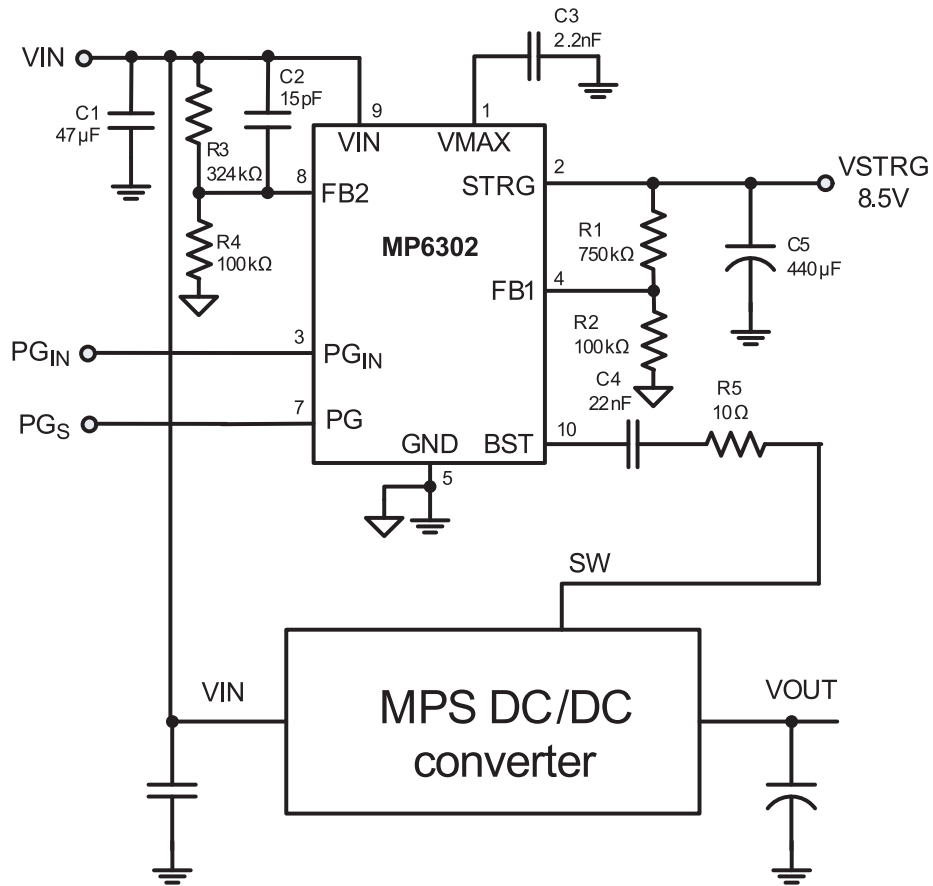 C3
2.2nF
VIN
C1
47µF
C2
15pF
R3
324kΩ
R4
100kΩ
9
VIN
1
VMAX
8
FB2
2
STRG
VSTRG
8.5V
MP6302
R1
750kΩ
C5
440µF
4
FB1
R2
100kΩ
PGIN
3
PGIN
C4
22nF
R5
10Ω
PGS
7
PG
GND
5
BST
10
SW
VIN
MPS DC/DC
converter
VOUT